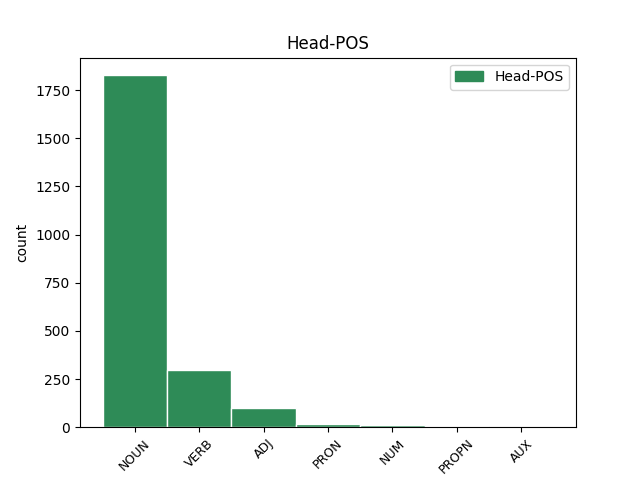 Head-POS
Head-POS
count
1750
1500
1250
1000
750
500
250
0
NOUN
VERB
ADJ
PRON
NUM
PROPN
AUX